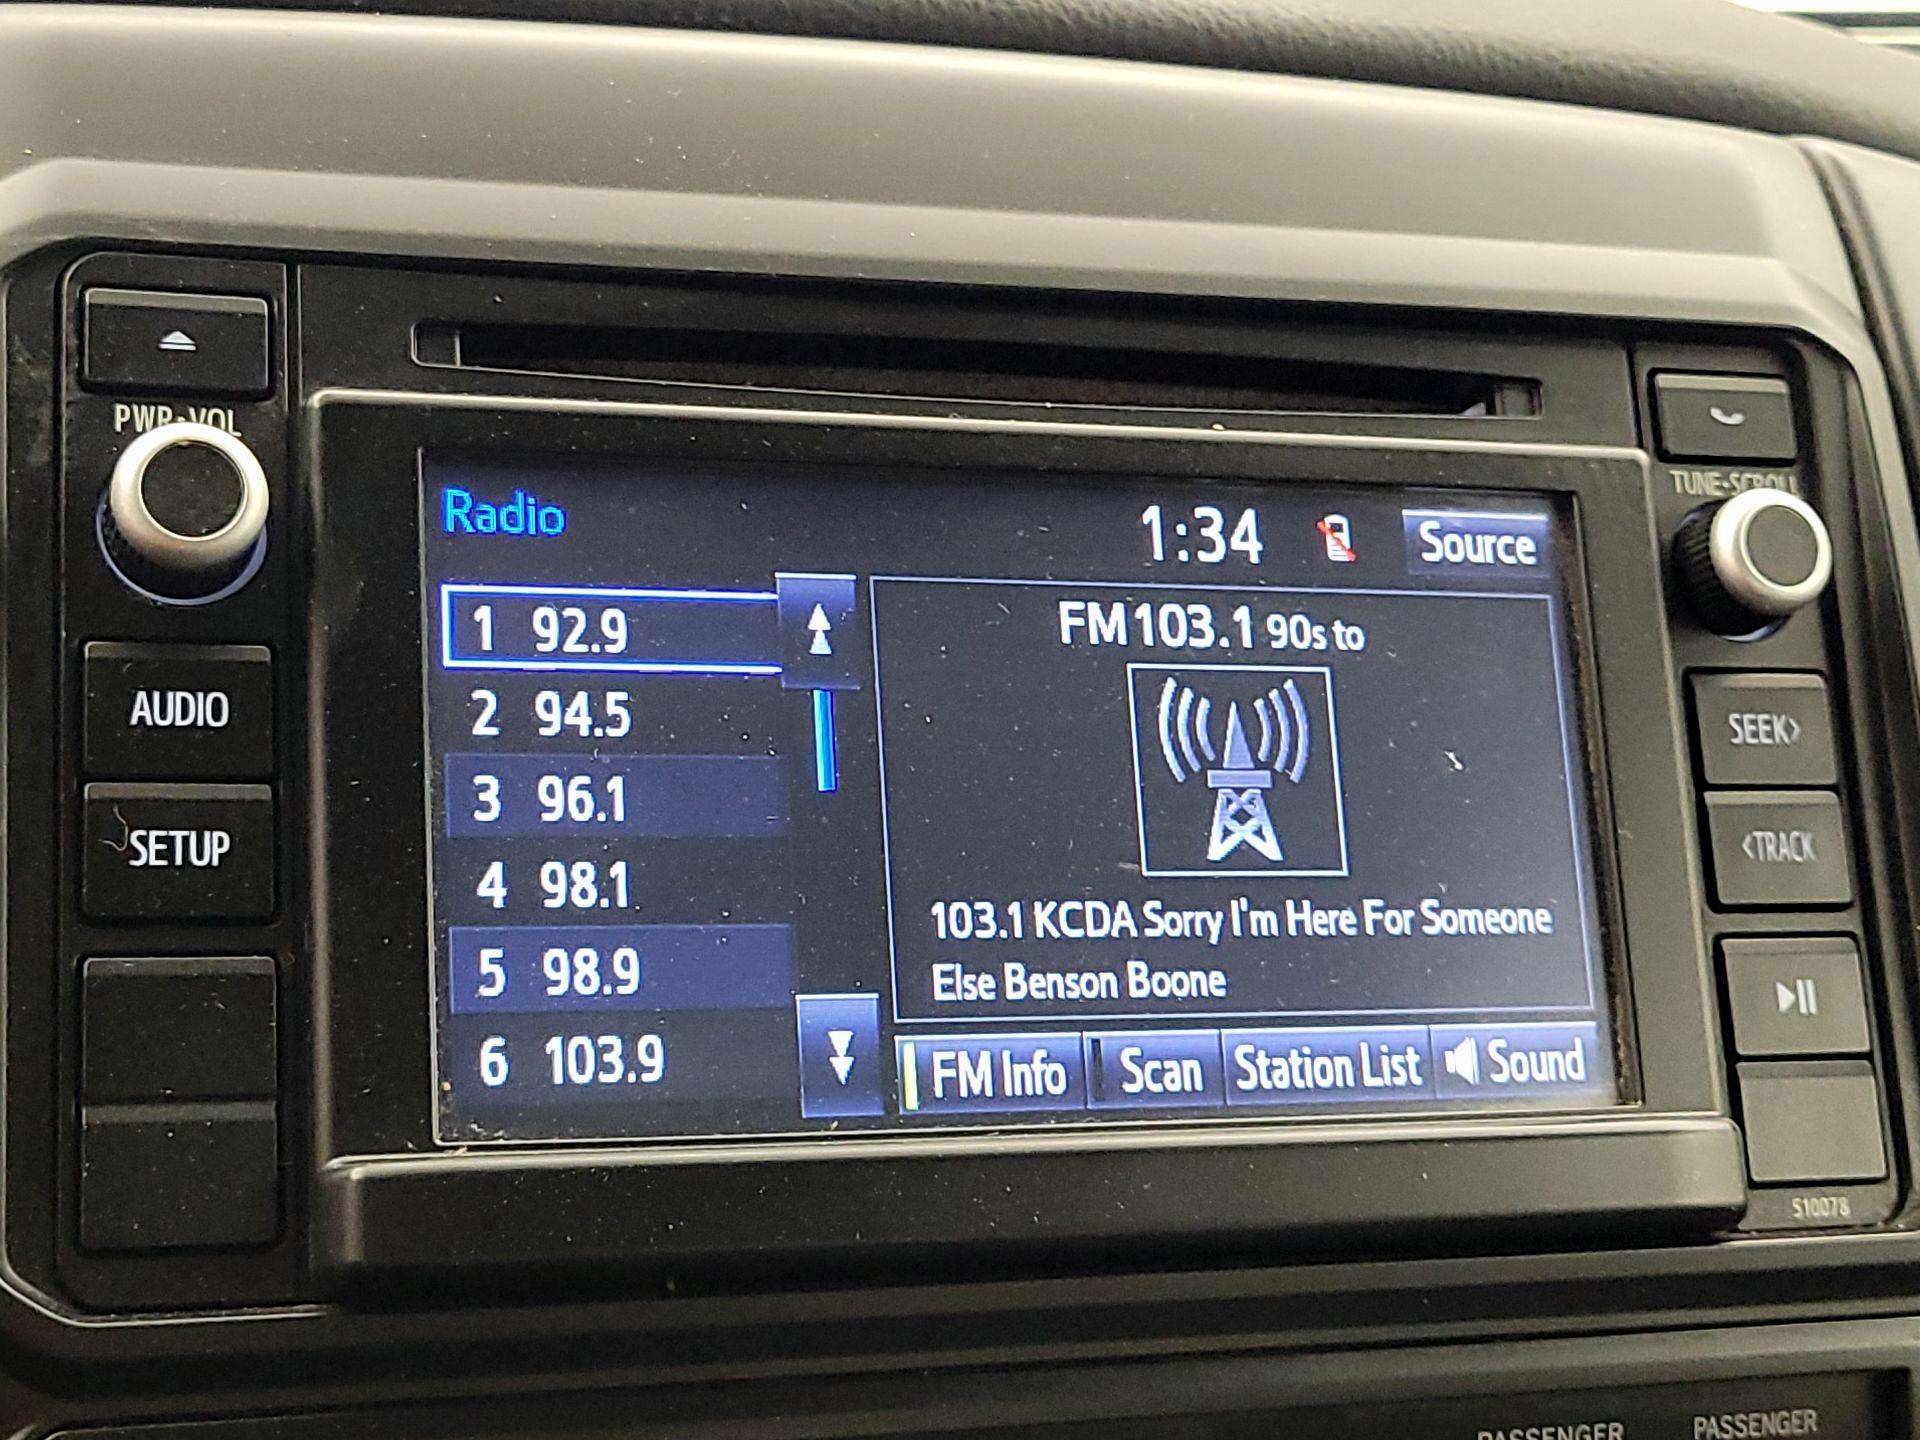 PWR•VOL
AUDIO
SETUP
Radio
1:34
Source
1 92.9
2 94.5
3 96.1
4 98.1
5 98.9
6 103.9
FM 103.1 90s to
103.1 KCDA Sorry I'm Here For Someone
Else Benson Boone
FM Info
Scan
Station List
Sound
TUNE•SCROLL
SEEK>
<TRACK
510078
PASSENGER
PASSENGER